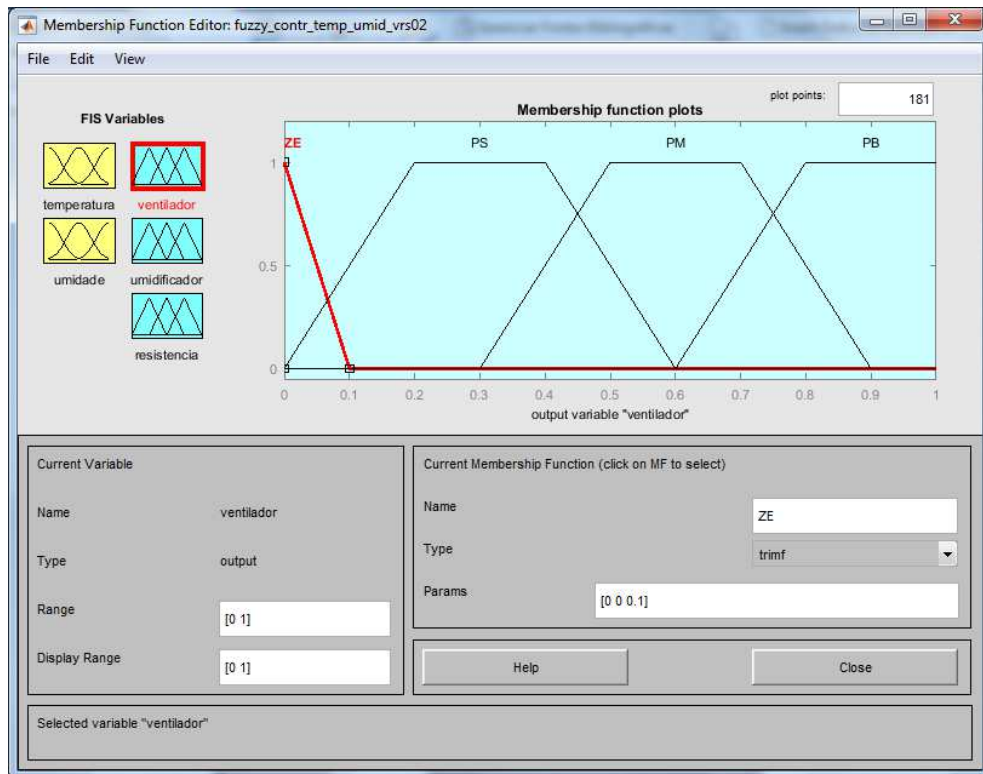 Membership Function Editor: fuzzy_contr_temp_umid_vrs02
File Edit View
FIS Variables
temperatura
ventilador
umidade
umidificador
resistencia
plot points:
181
Membership function plots
ZE
PS
PM
PB
1
0.5
0
0 0.1 0.2 0.3 0.4 0.5 0.6 0.7 0.8 0.9 1
output variable "ventilador"
Current Variable
Name ventilador
Type output
Range [0 1]
Display Range [0 1]
Current Membership Function (click on MF to select)
Name ZE
Type trimf
Params [0 0 0.1]
Help
Close
Selected variable "ventilador"